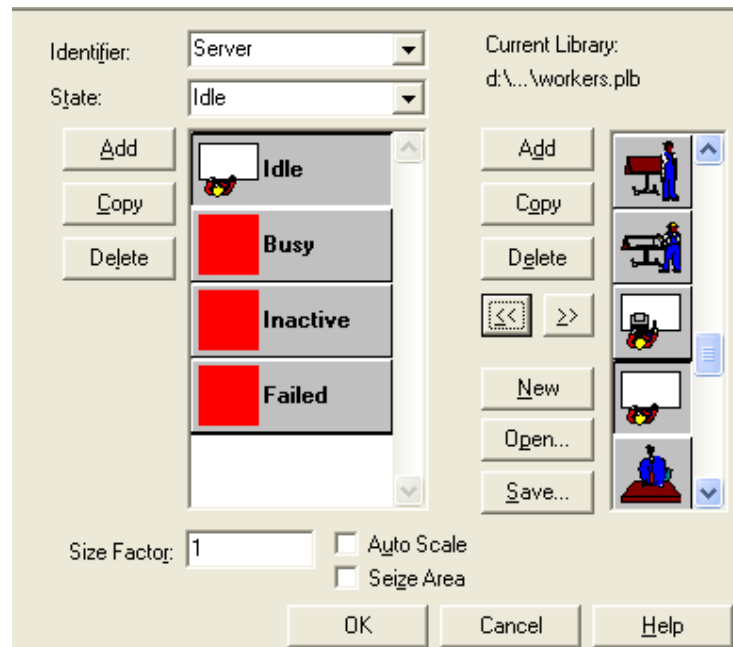 Identifier: Server
Current Library:
d:\...\workers.plb
State: Idle
Add
Copy
Delete
Idle
Busy
Inactive
Failed
Add
Copy
Delete
<< >>
New
Open...
Save...
Size Factor: 1
Auto Scale
Seize Area
OK Cancel Help